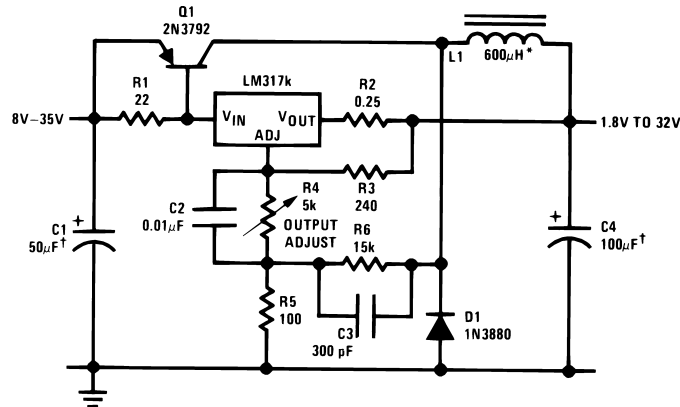 Q1
2N3792
L1
600μH*
R1
22
LM317k
R2
0.25
8V–35V
VIN
VOUT
ADJ
1.8V TO 32V
C2
0.01μF
R4
5k
R3
240
OUTPUT
ADJUST
C1
50μF†
+
R6
15k
+
C4
100μF†
R5
100
C3
300 pF
D1
1N3880